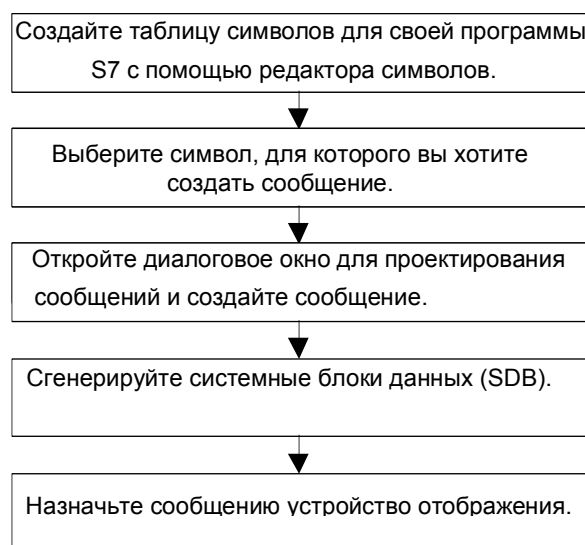 Создайте таблицу символов для своей программы
S7 с помощью редактора символов.
Выберите символ, для которого вы хотите
создать сообщение.
Откройте диалоговое окно для проектирования
сообщений и создайте сообщение.
Сгенерируйте системные блоки данных (SDB).
Назначьте сообщению устройство отображения.